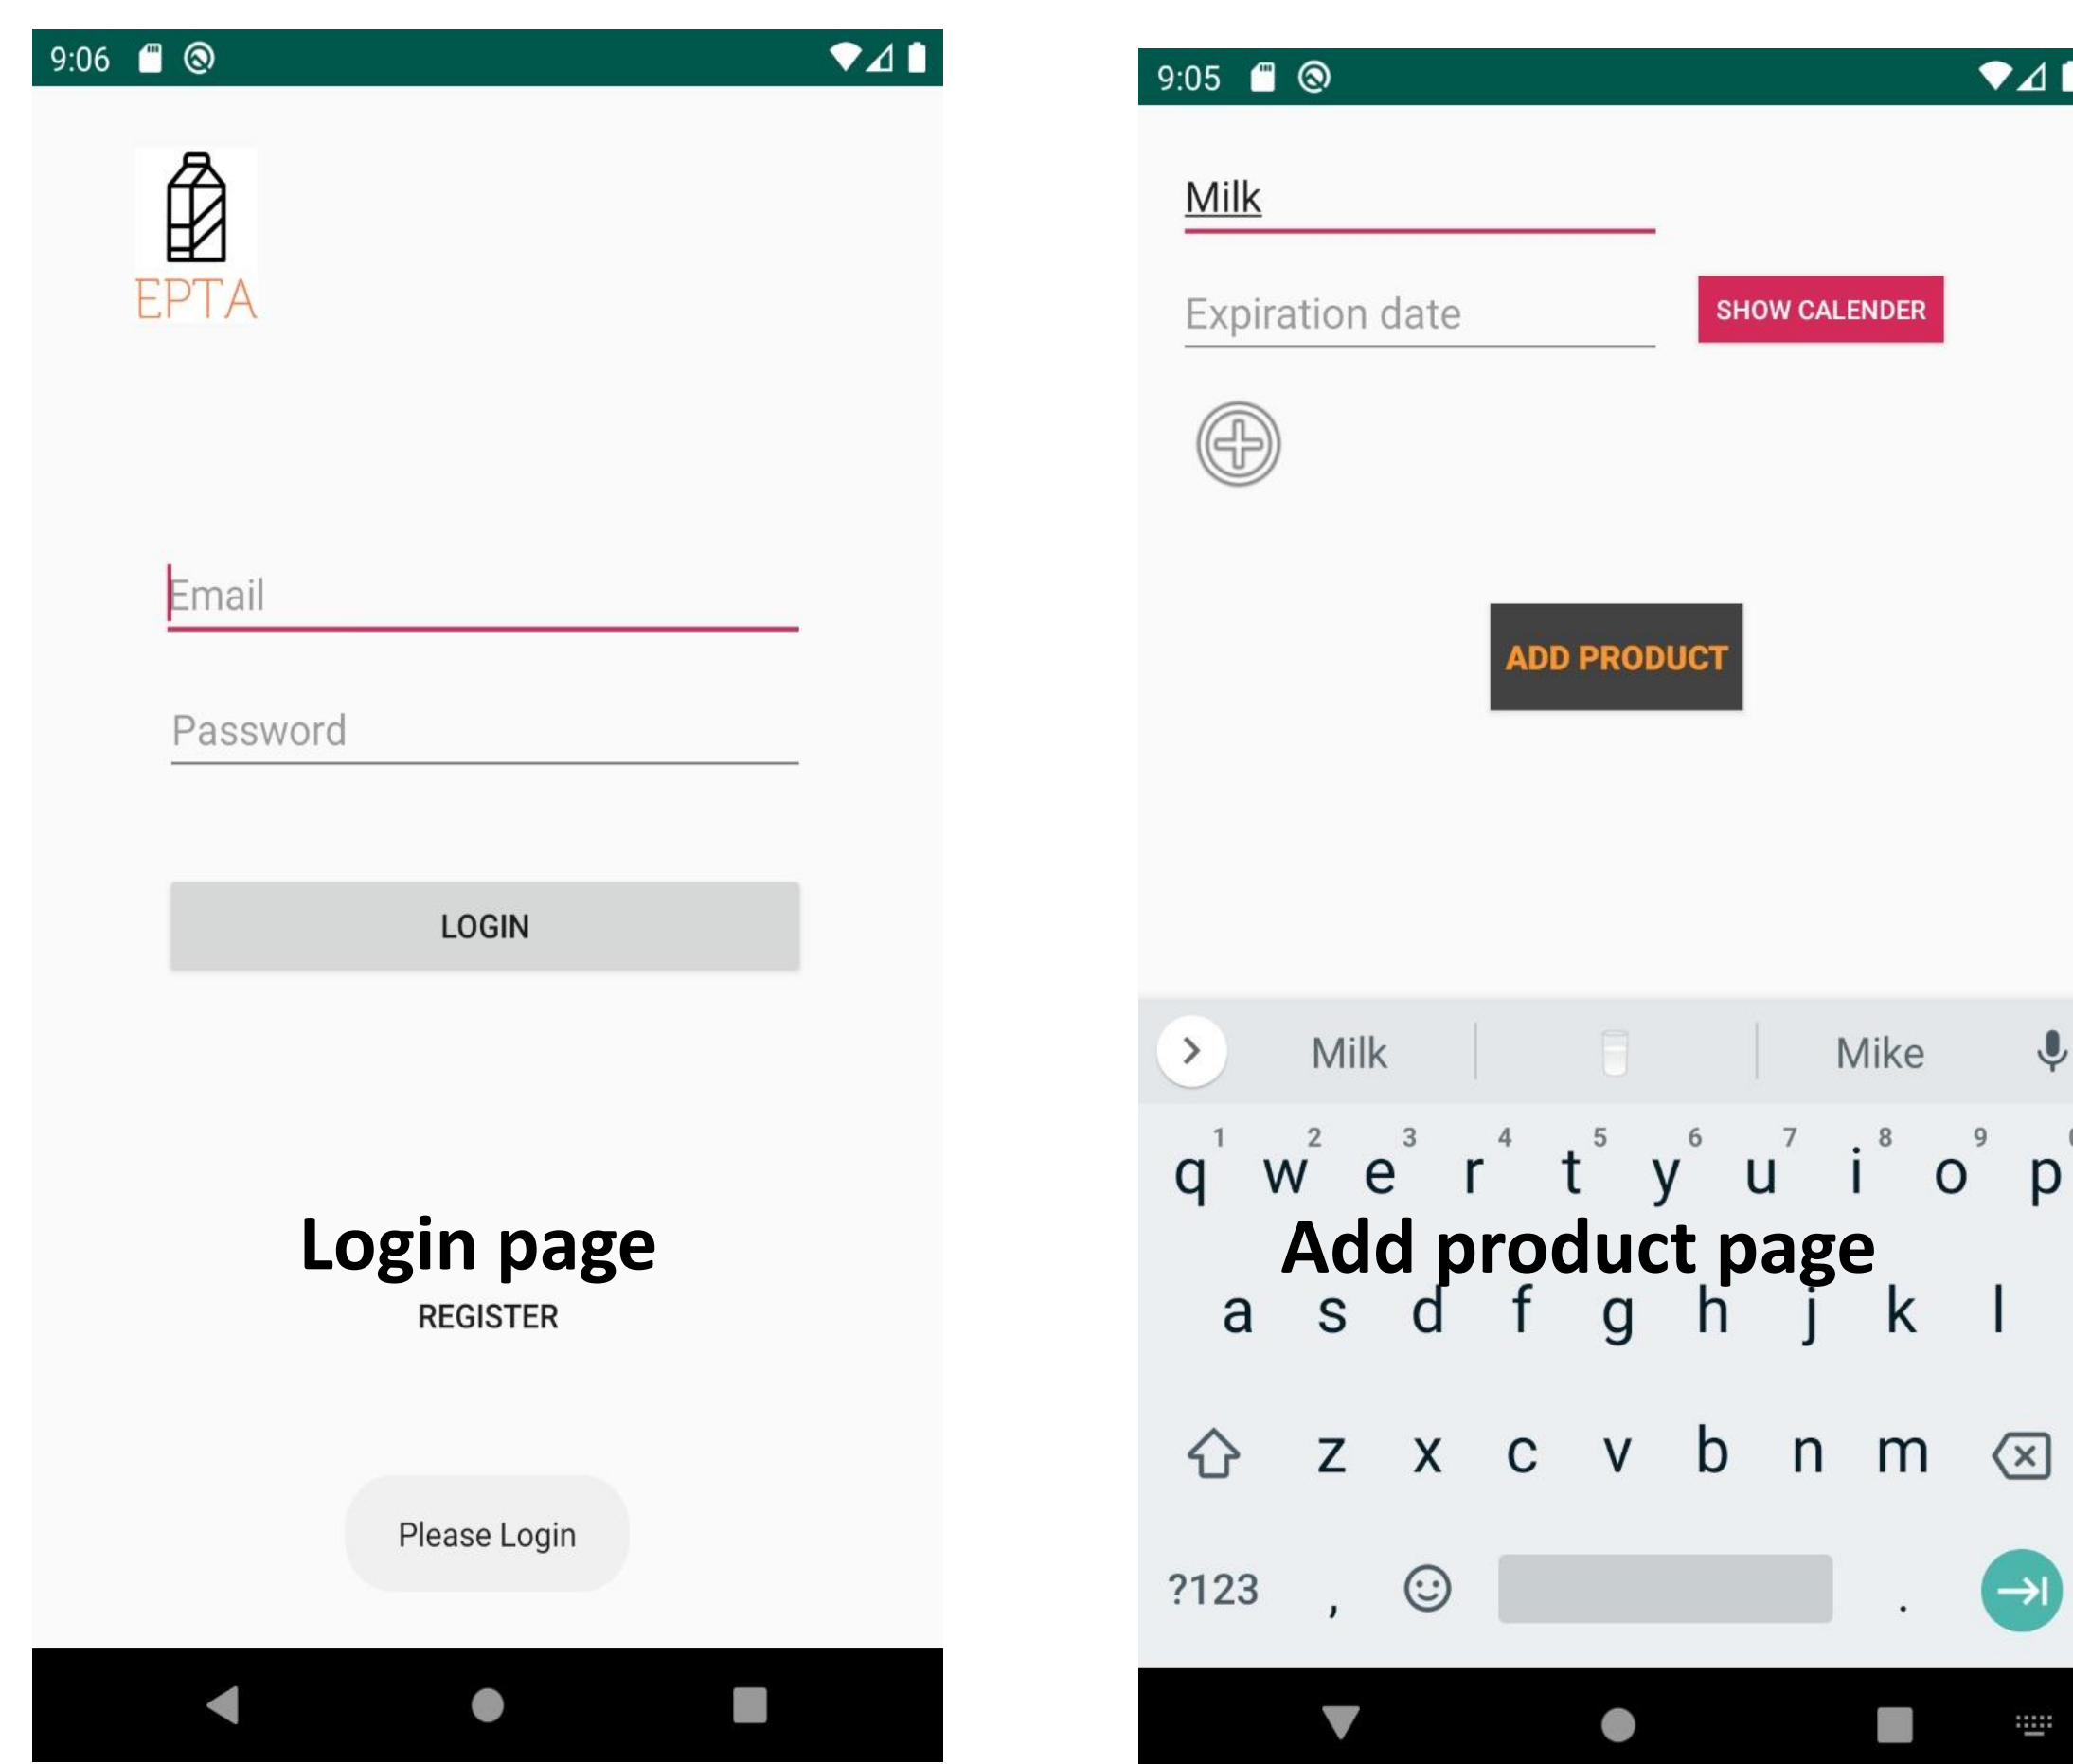 9:06
EPTA
Email
Password
LOGIN
Login page
REGISTER
Please Login
9:05
Milk
Expiration date
SHOW CALENDER
ADD PRODUCT
Milk Mike
1 2 3 4 5 6 7 8 9
q w e r t y u i o p
Add product page
a s d f g h j k l
z x c v b n m
?123 , .